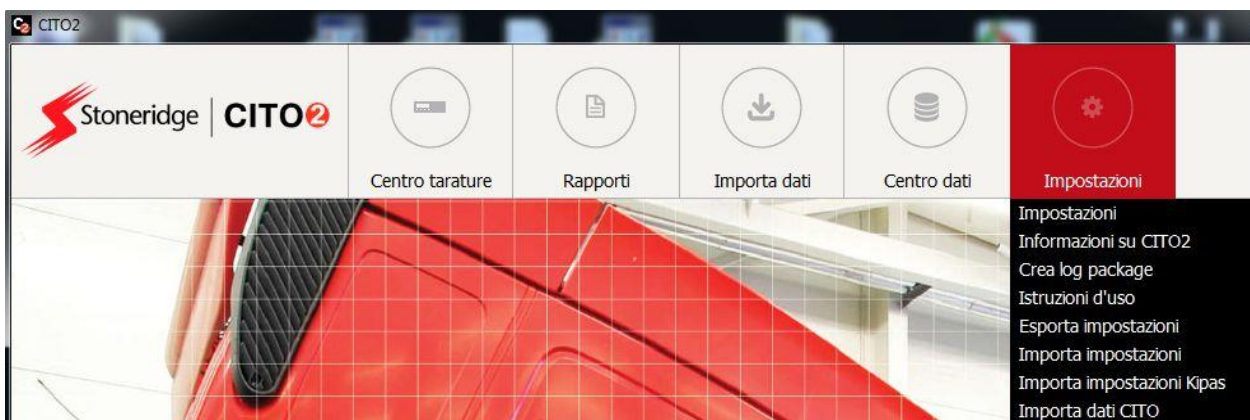 CITO2
Stoneridge | CITO2
Centro tarature
Rapporti
Importa dati
Centro dati
Impostazioni
Impostazioni
Informazioni su CITO2
Crea log package
Istruzioni d'uso
Esporta impostazioni
Importa impostazioni
Importa impostazioni Kipas
Importa dati CITO